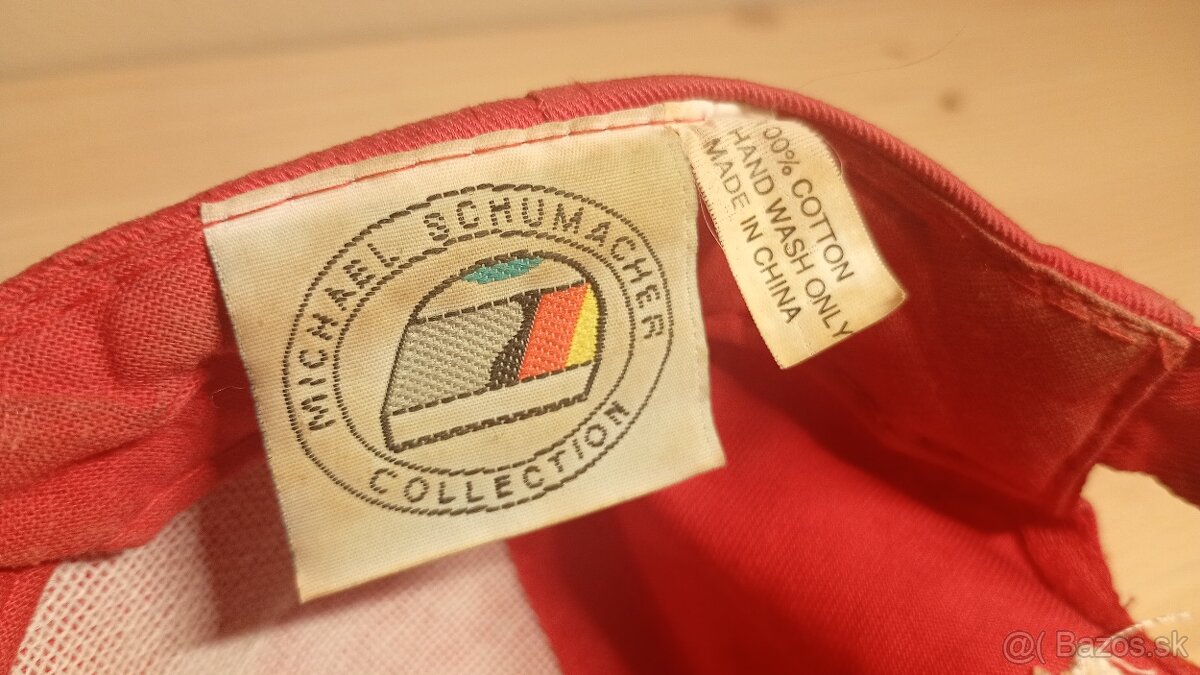 MICHAEL SCHUMACHER
COLLECTION
00% COTTON
HAND WASH ONLY
MADE IN CHINA
@( Bazos.sk